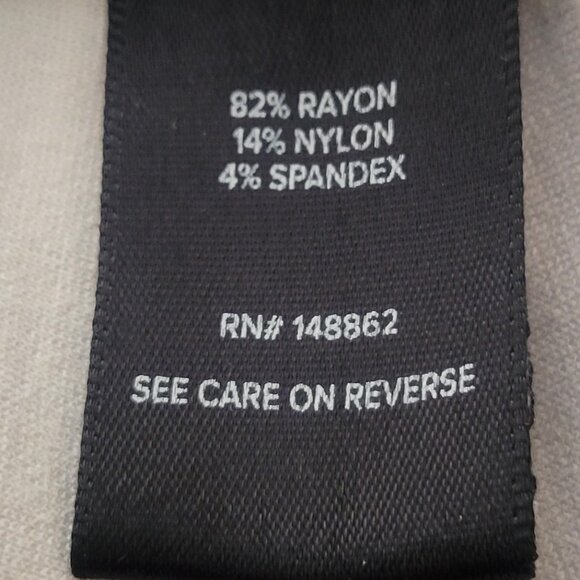 82% RAYON
14% NYLON
4% SPANDEX
RN# 148862
SEE CARE ON REVERSE